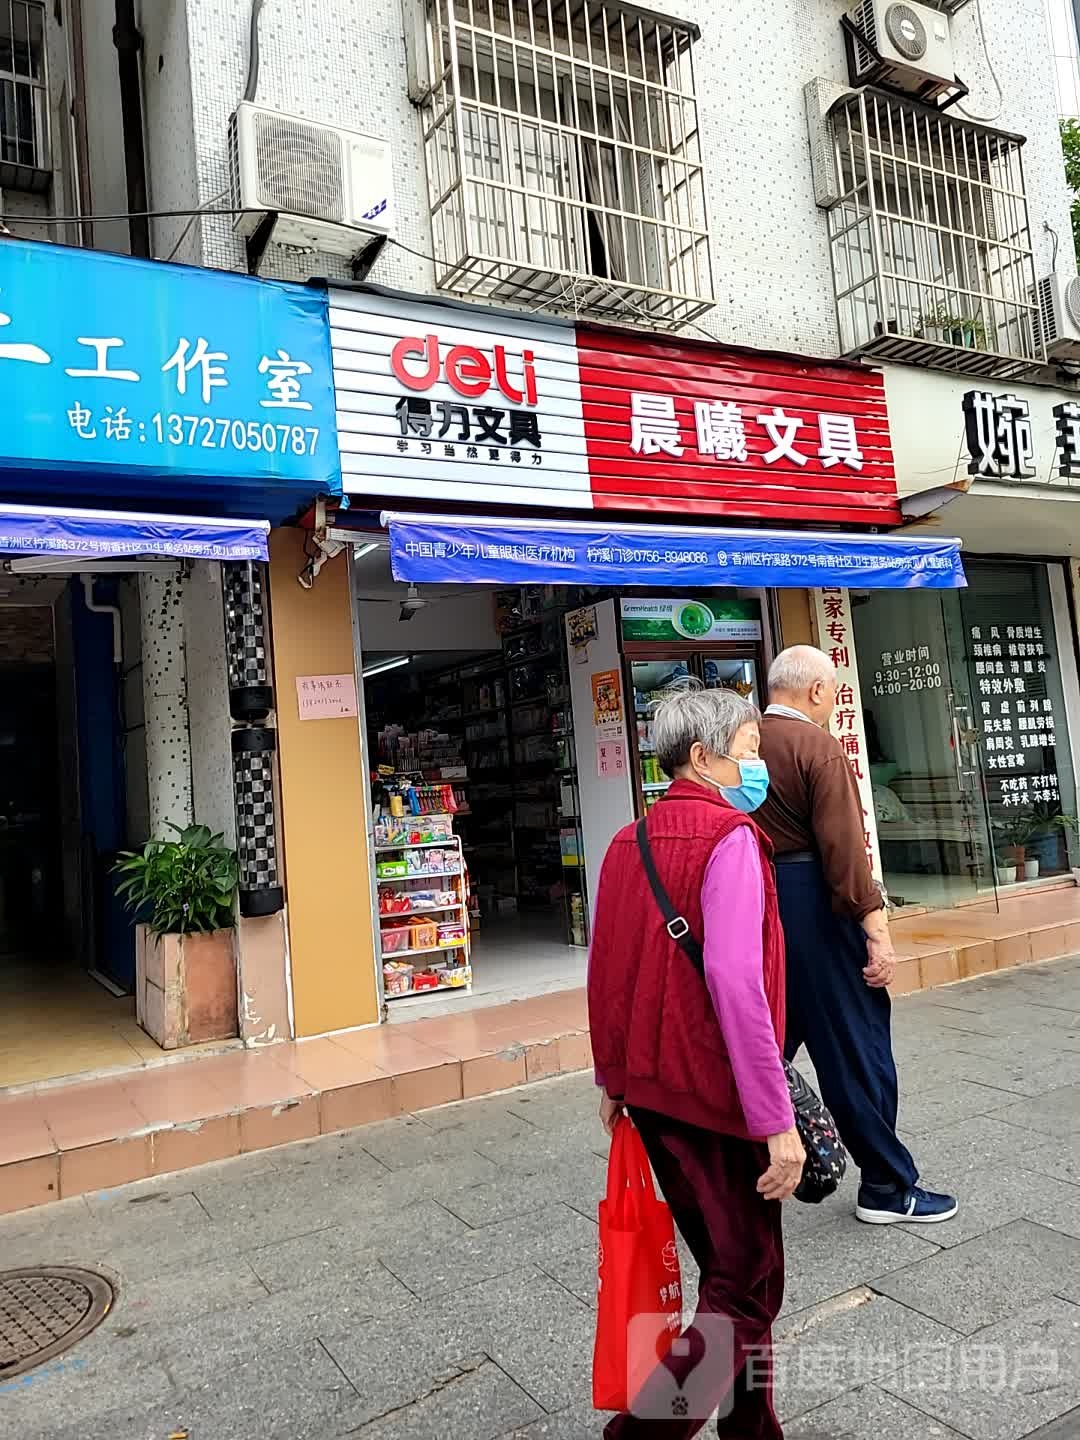 工作室
电话:13727050787
deli
得力文具
学习当然更得力
晨曦文具
婉
香洲区柠溪路372号南香社区卫生服务站旁乐见儿童眼科
中国青少年儿童眼科医疗机构 柠溪门诊0756-8948086 香洲区柠溪路372号南香社区卫生服务站旁乐见儿童眼科
GreenHealth 绿缔
复印
打印
国家专利 治疗痛风
营业时间
9:30-12:00
14:00-20:00
痛风 骨质增生
颈椎病 椎管狭窄
腰间盘 滑膜炎
特效外敷
肾虚 前列腺
尿失禁 腰肌劳损
肩周炎 乳腺增生
女性宫寒
不吃药 不打针
不手术 不牵引
梦航
百度地图用户